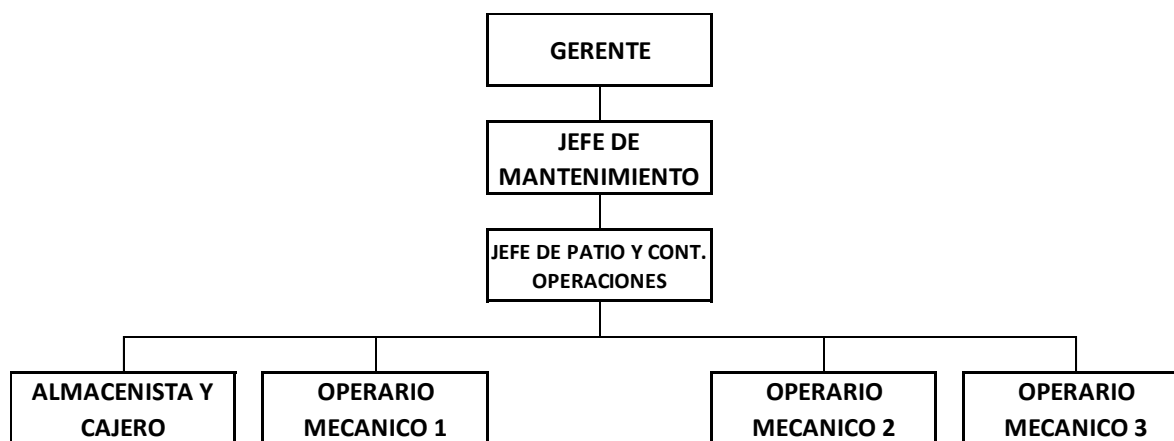 GERENTE
JEFE DE
MANTENIMIENTO
JEFE DE PATIO Y CONT.
OPERACIONES
ALMACENISTA Y
CAJERO
OPERARIO
MECANICO 1
OPERARIO
MECANICO 2
OPERARIO
MECANICO 3